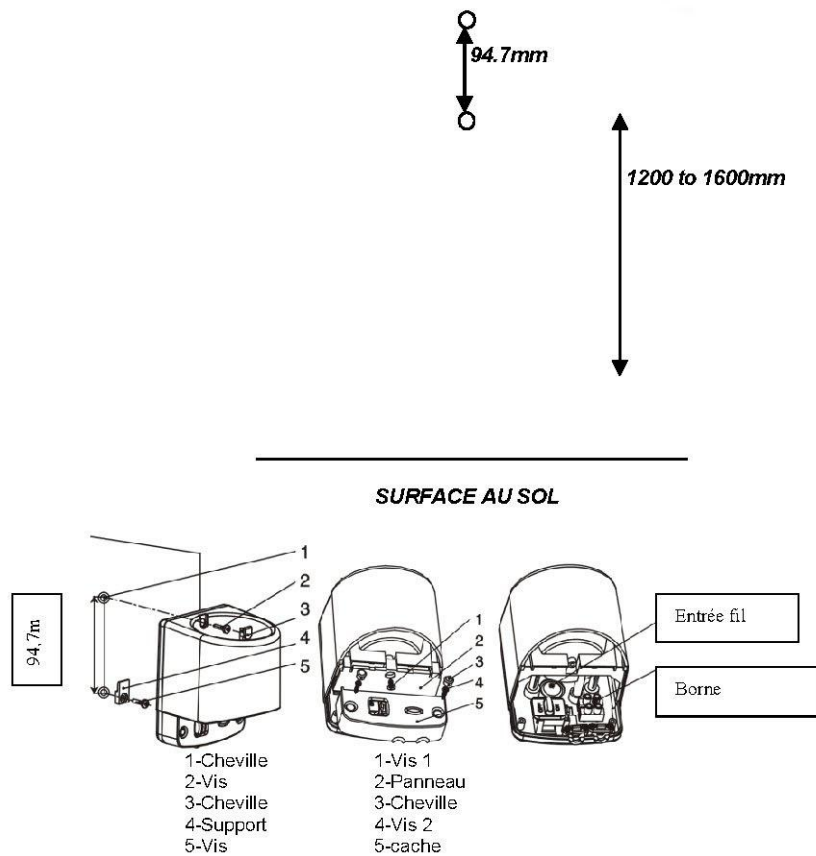 94.7mm
1200 to 1600mm
SURFACE AU SOL
94,7m
1
2
3
4
5
1
2
3
4
5
Entrée fil
Borne
1-Cheville
2-Vis
3-Cheville
4-Support
5-Vis
1-Vis 1
2-Panneau
3-Cheville
4-Vis 2
5-cache